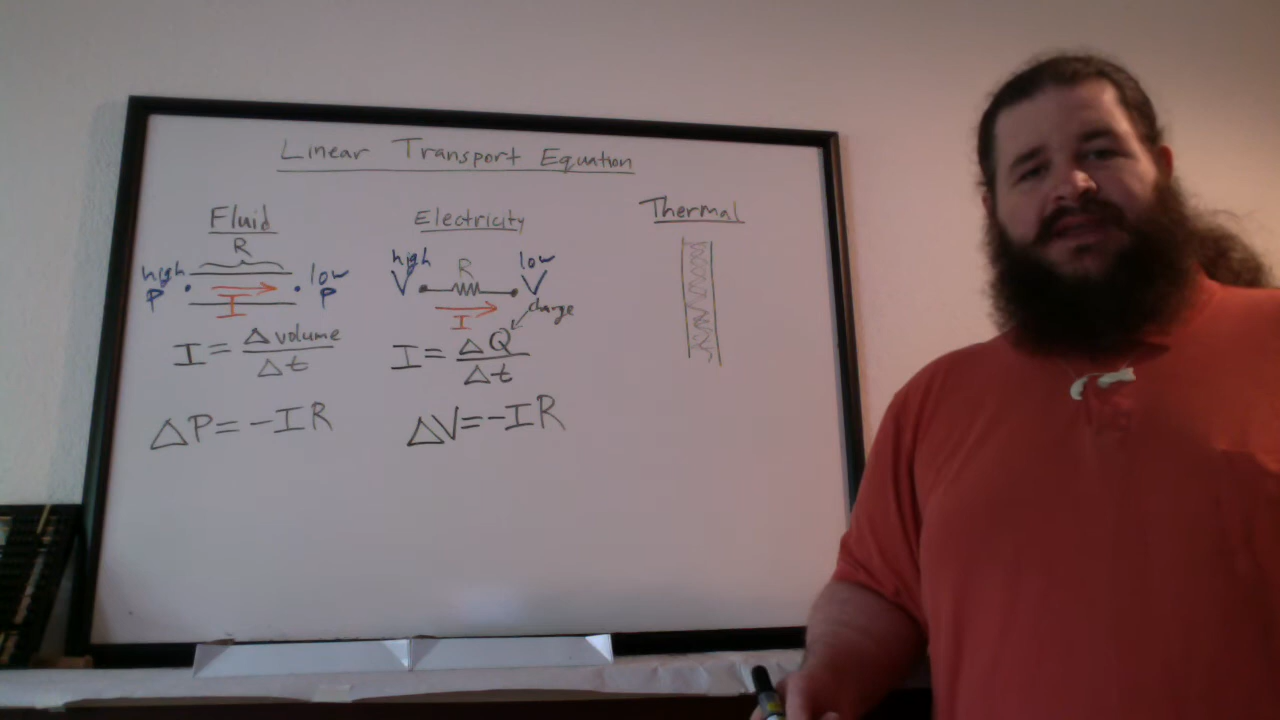 Linear Transport Equation
Fluid
R
high
P
low
P
I
I = Δvolume
Δt
ΔP = -IR
Electricity
high
V
R
low
V
I
charge
I = ΔQ
Δt
ΔV = -IR
Thermal